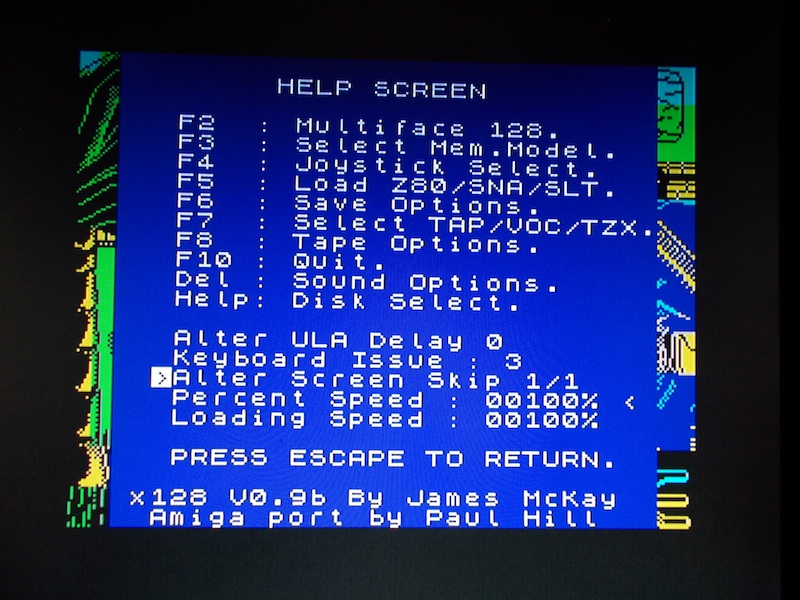 HELP SCREEN
F2 : Multiface 128.
F3 : Select Mem.Model.
F4 : Joystick Select.
F5 : Load Z80/SNA/SLT.
F6 : Save Options.
F7 : Select TAP/VOC/TZX.
F8 : Tape Options.
F10 : Quit.
Del : Sound Options.
Help: Disk Select.
Alter ULA Delay 0
Keyboard Issue : 3
>Alter Screen Skip 1/1
Percent Speed : 00100% <
Loading Speed : 00100%
PRESS ESCAPE TO RETURN.
x128 V0.9b By James McKay
Amiga port by Paul Hill